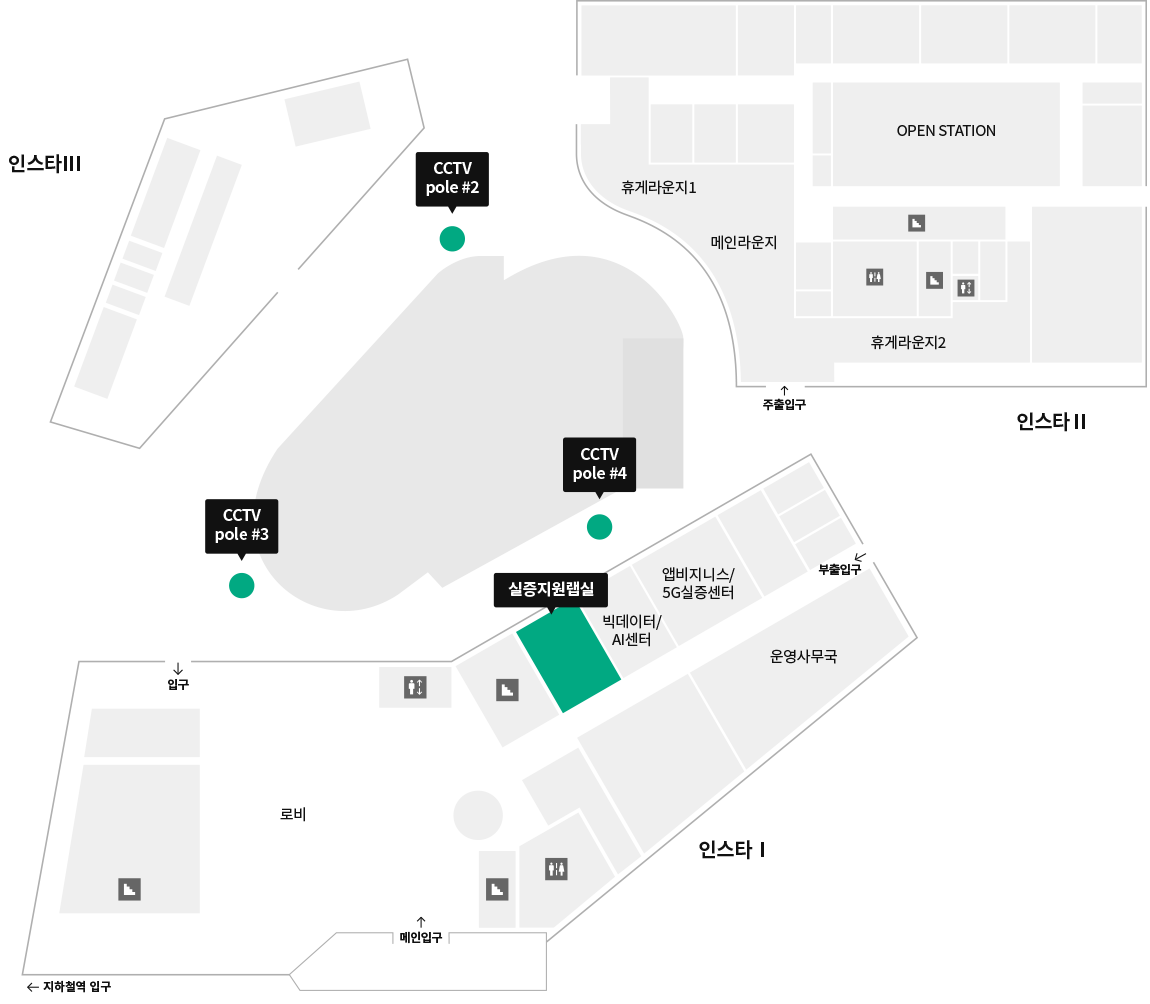 OPEN STATION
인스타III
CCTV
pole #2
휴게라운지1
메인라운지
휴게라운지2
주출입구
인스타 II
CCTV
pole #4
CCTV
pole #3
실증지원랩실
앱비지니스/
5G실증센터
부출입구
빅데이터/
AI센터
운영사무국
입구
로비
인스타 I
메인입구
지하철역 입구